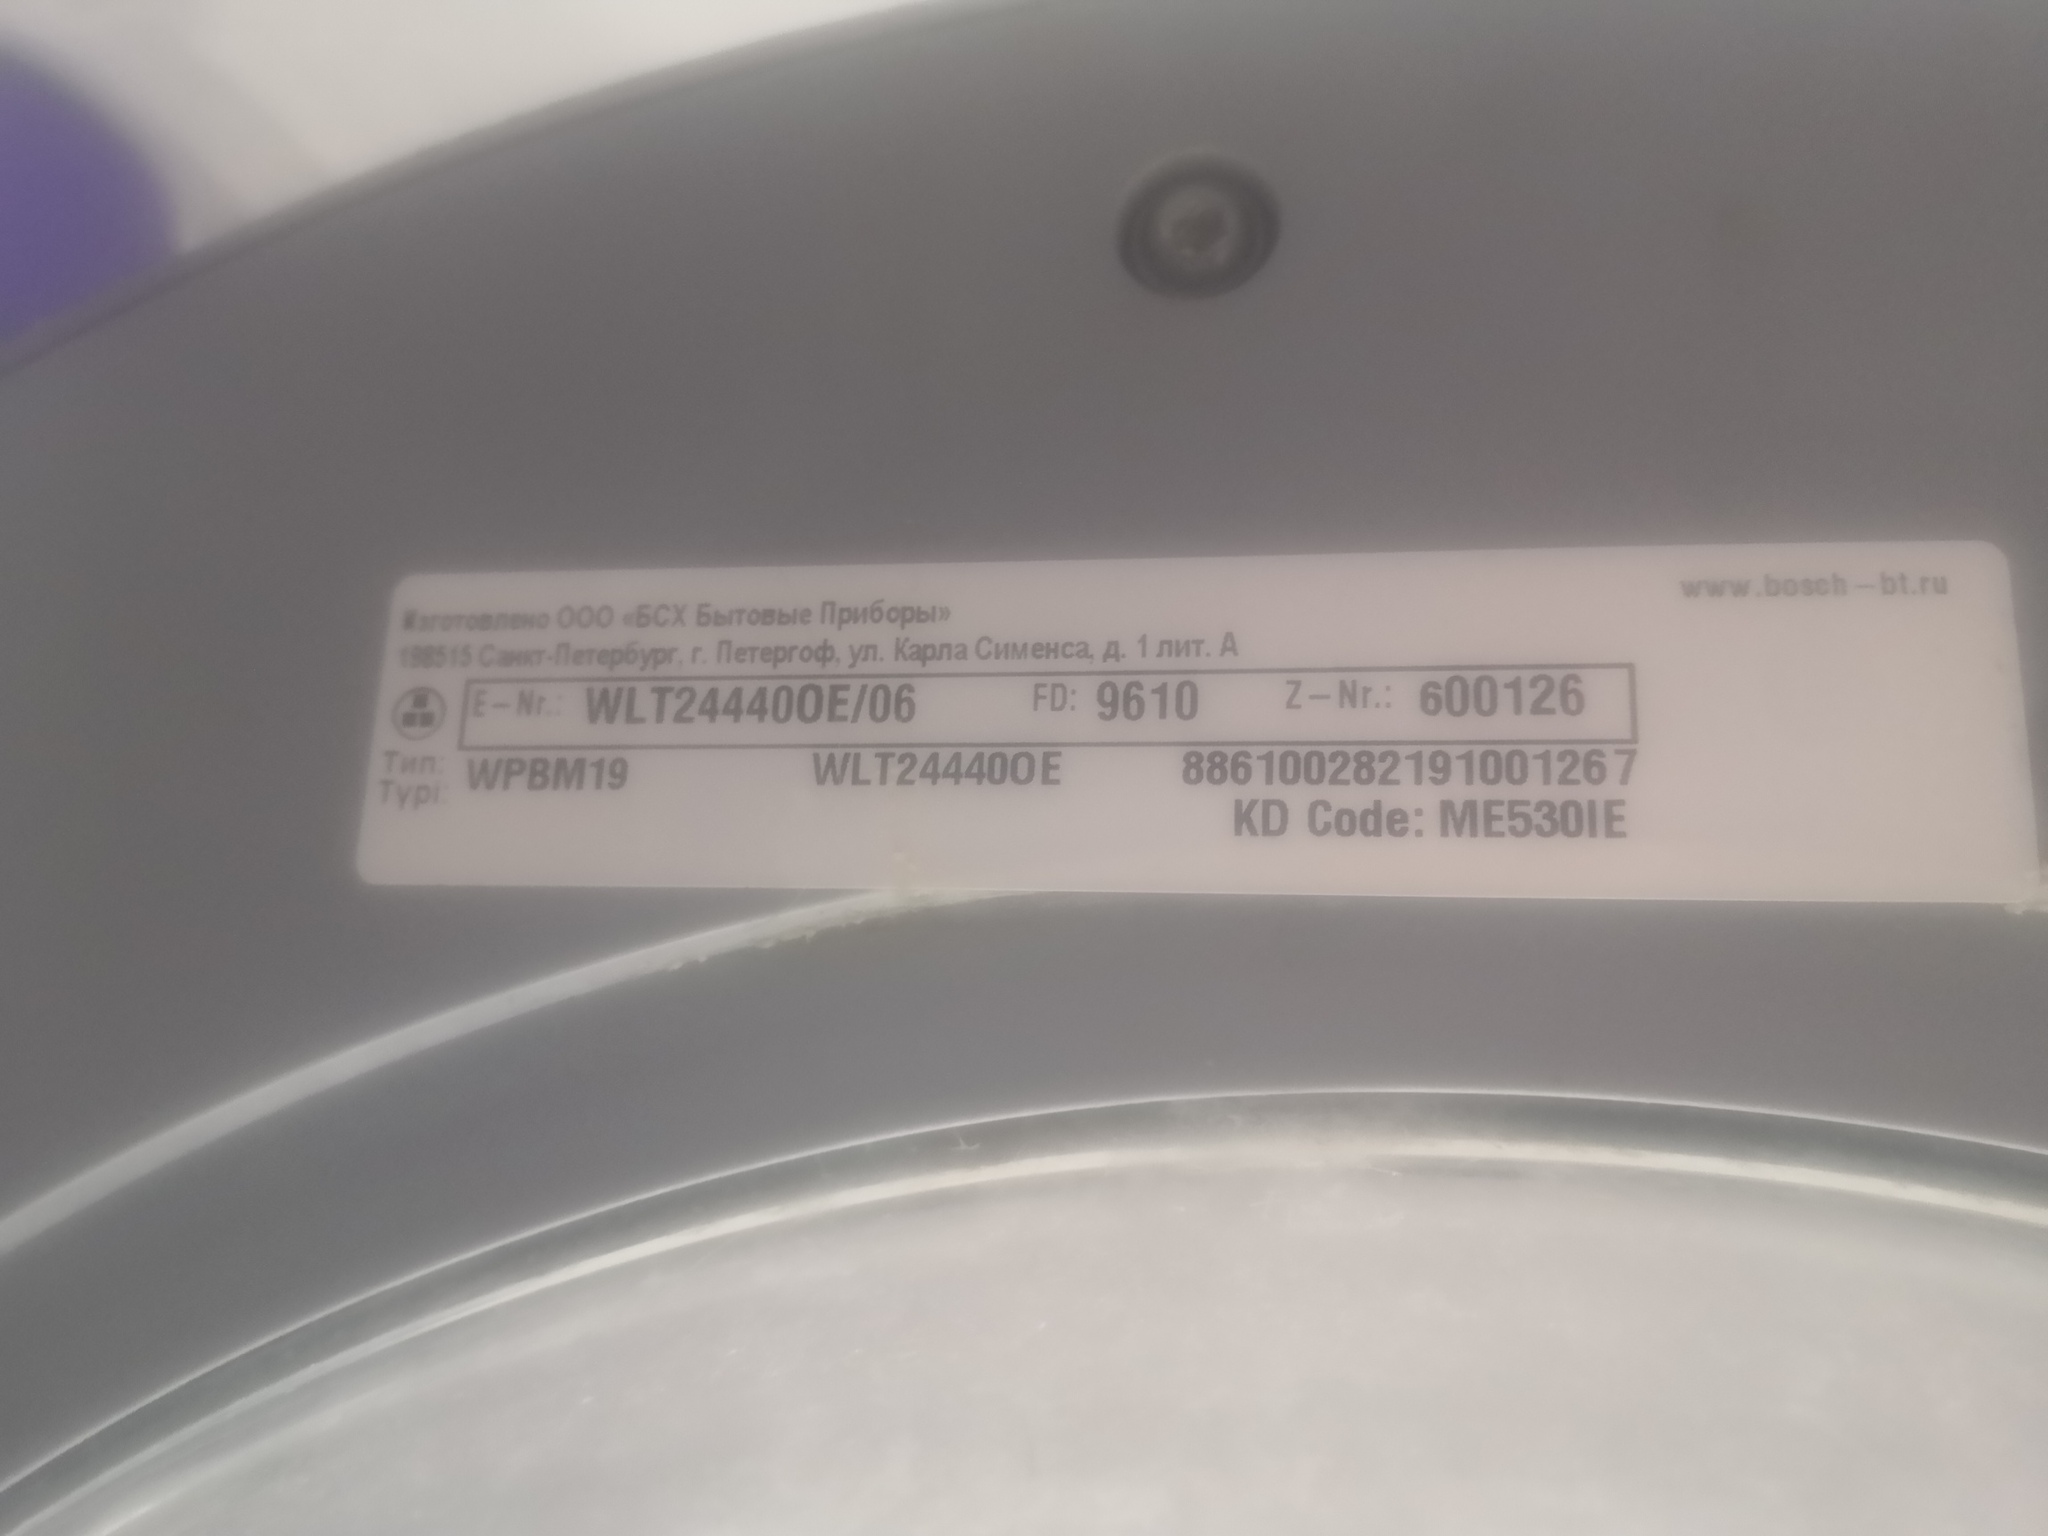 www.bosch-bt.ru
Изготовлено ООО «БСХ Бытовые Приборы»
198515 Санкт-Петербург, г. Петергоф, ул. Карла Сименса, д. 1 лит. А
E-Nr.: WLT24440OE/06 FD: 9610 Z-Nr.: 600126
Тип: WPBM19 WLT24440OE 886100282191001267
Typi:
KD Code: ME530IE